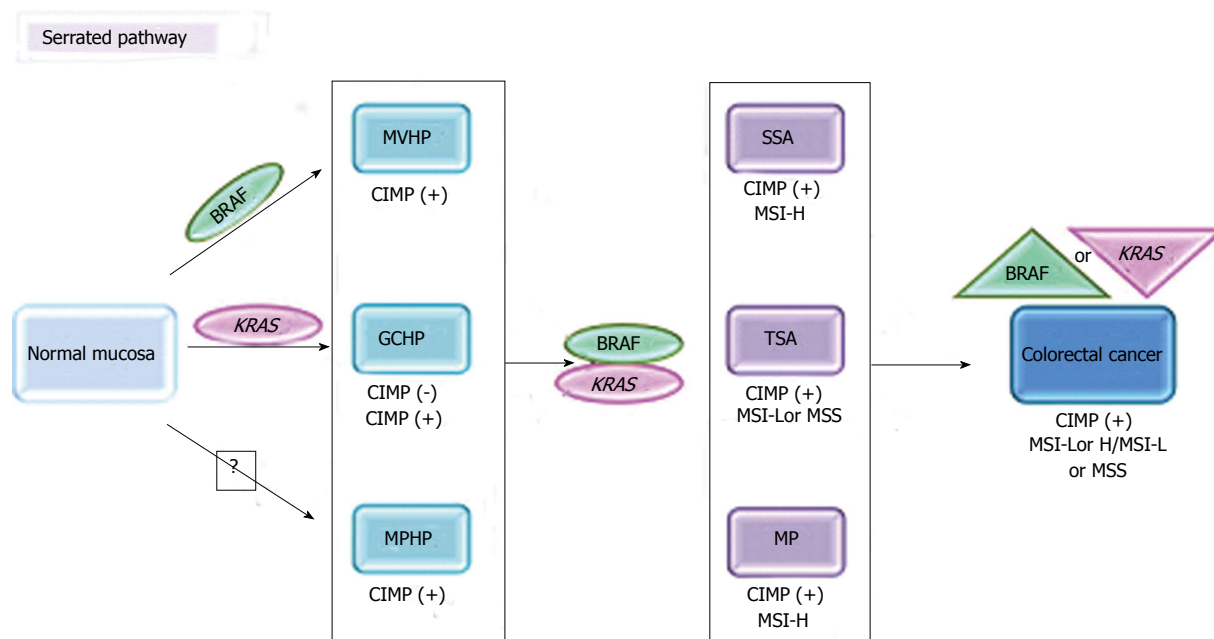 Serrated pathway
Normal mucosa
BRAF
KRAS
?
MVHP
CIMP (+)
GCHP
CIMP (-)
CIMP (+)
MPHP
CIMP (+)
BRAF
KRAS
SSA
CIMP (+)
MSI-H
TSA
CIMP (+)
MSI-Lor MSS
MP
CIMP (+)
MSI-H
BRAF
or
KRAS
Colorectal cancer
CIMP (+)
MSI-Lor H/MSI-L
or MSS